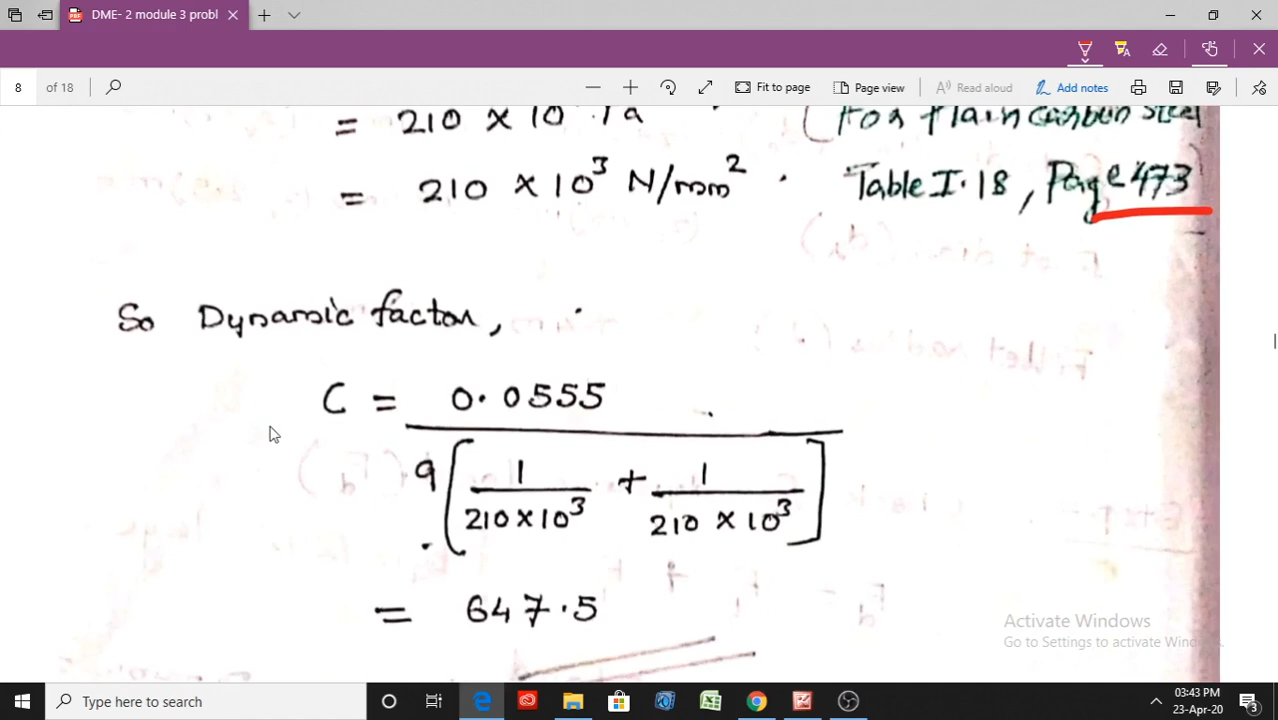 DME- 2 module 3 probl
8 of 18
Fit to page
Page view
Read aloud
Add notes
= 210 × 10 Pa (For Plain Carbon Steel
= 210 × 10³ N/mm² . Table I.18, Page 473
So Dynamic factor,
C = 0.0555
9 [ 1 + 1 ]
210×10³ 210 × 10³
= 647.5
Activate Windows
Go to Settings to activate Windows.
Type here to search
03:43 PM
23-Apr-20
3